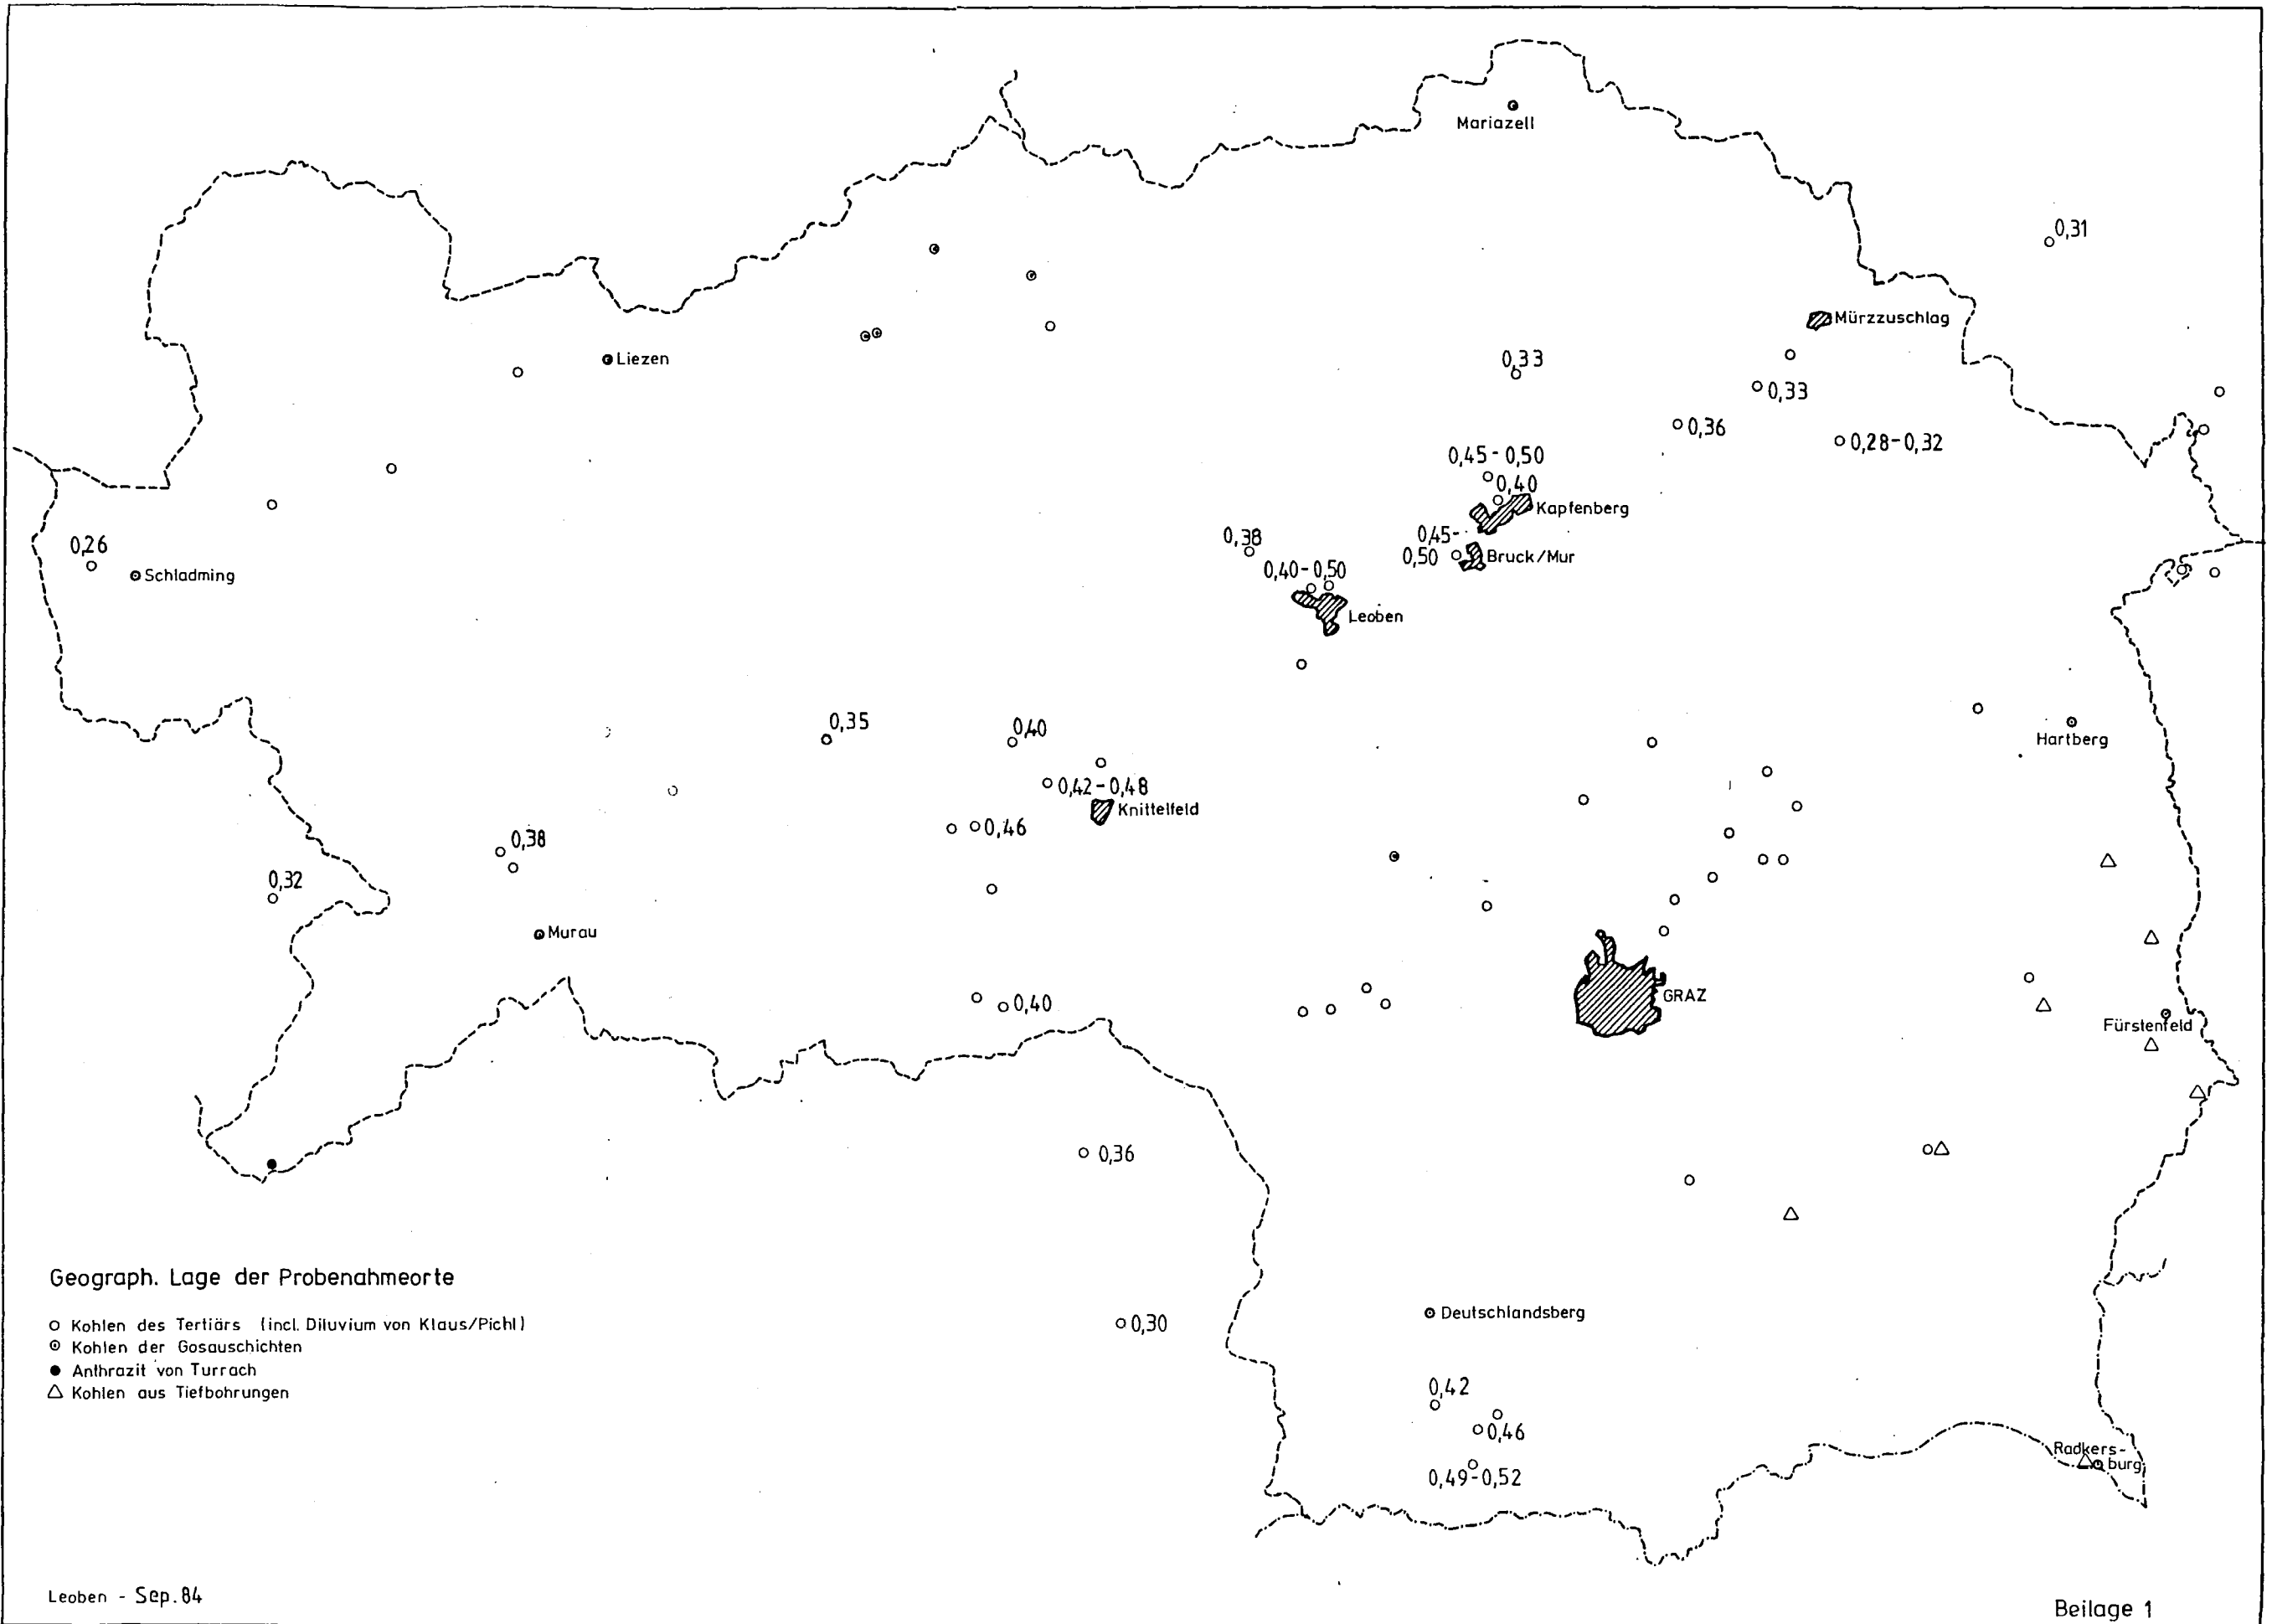 Mariazell
0,31
Mürzzuschlag
Liezen
0,33
0,33
0,36
0,28-0,32
0,45-0,50
0,40
Kapfenberg
0,45-
0,50
Bruck/Mur
0,38
0,40-0,50
Leoben
0,26
Schladming
0,35
0,40
Hartberg
0,42-0,48
Knittelfeld
0,46
0,38
0,32
Murau
GRAZ
0,40
Fürstenfeld
0,36
Geograph. Lage der Probenahmeorte
Kohlen des Tertiärs (incl. Diluvium von Klaus/Pichl)
Kohlen der Gosauschichten
Anthrazit von Turrach
Kohlen aus Tiefbohrungen
0,30
Deutschlandsberg
0,42
0,46
0,49-0,52
Radkers-
burg
Leoben - Sep. 84
Beilage 1